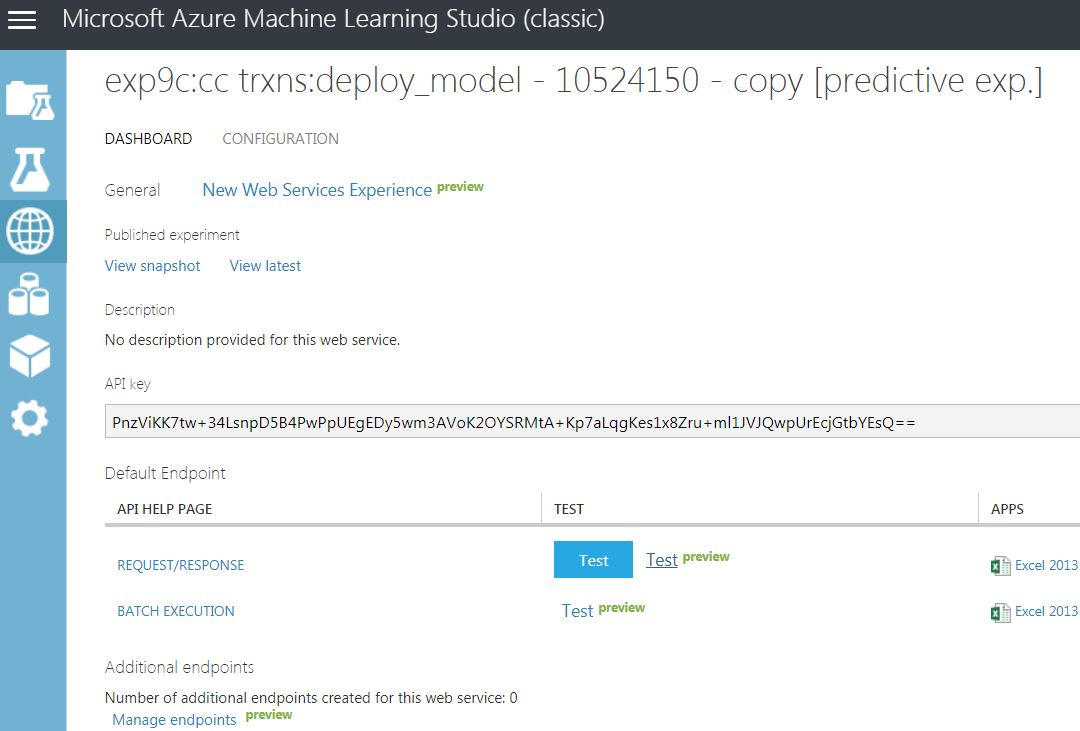 Microsoft Azure Machine Learning Studio (classic)
exp9c:cc trxns:deploy_model - 10524150 - copy [predictive exp.]
DASHBOARD CONFIGURATION
General New Web Services Experience preview
Published experiment
View snapshot View latest
Description
No description provided for this web service.
API key
PnzViKK7tw+34LsnpD5B4PwPpUEgEDy5wm3AVoK2OYSRMtA+Kp7aLqgKes1x8Zru+ml1JVJQwpUrEcjGtbYEsQ==
Default Endpoint
API HELP PAGE TEST APPS
REQUEST/RESPONSE Test Test preview Excel 2013
BATCH EXECUTION Test preview Excel 2013
Additional endpoints
Number of additional endpoints created for this web service: 0
Manage endpoints preview